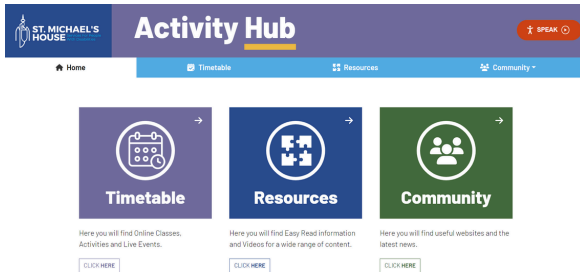 ST. MICHAEL'S
HOUSE
Activity Hub
SPEAK
Home
Timetable
Resources
Community
Timetable
Resources
Community
Here you will find Online Classes,
Activities and Live Events.
Here you will find Easy Read information
and Videos for a wide range of content.
Here you will find useful websites and the
latest news.
CLICK HERE
CLICK HERE
CLICK HERE